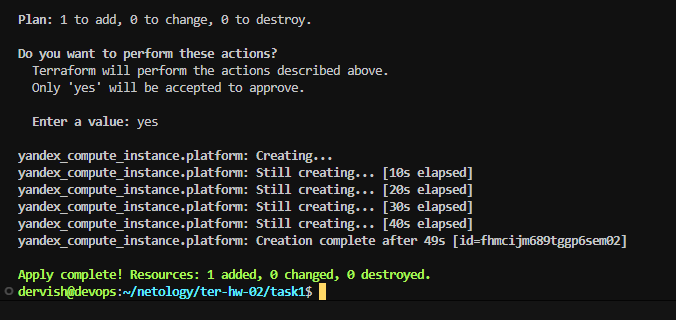 Plan: 1 to add, 0 to change, 0 to destroy.
Do you want to perform these actions?
Terraform will perform the actions described above.
Only 'yes' will be accepted to approve.
Enter a value: yes
yandex_compute_instance.platform: Creating...
yandex_compute_instance.platform: Still creating... [10s elapsed]
yandex_compute_instance.platform: Still creating... [20s elapsed]
yandex_compute_instance.platform: Still creating... [30s elapsed]
yandex_compute_instance.platform: Still creating... [40s elapsed]
yandex_compute_instance.platform: Creation complete after 49s [id=fhmcijm689tggp6sem02]
Apply complete! Resources: 1 added, 0 changed, 0 destroyed.
dervish@devops:~/netology/ter-hw-02/task1$